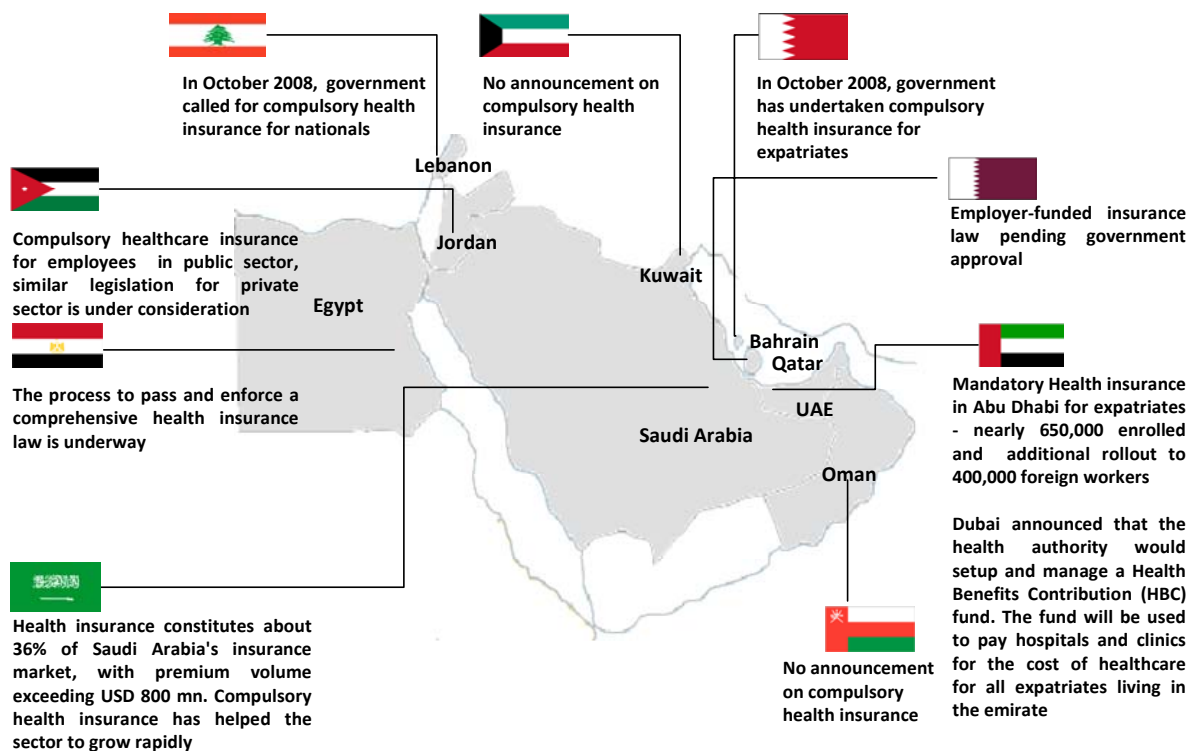 In October 2008, government
called for compulsory health
insurance for nationals
No announcement on
compulsory health
insurance
In October 2008, government
has undertaken compulsory
health insurance for
expatriates
Lebanon
Employer-funded insurance
law pending government
approval
Jordan
Compulsory healthcare insurance
for employees in public sector,
similar legislation for private
sector is under consideration
Kuwait
Egypt
Bahrain
Qatar
The process to pass and enforce a
comprehensive health insurance
law is underway
Mandatory Health insurance
in Abu Dhabi for expatriates
- nearly 650,000 enrolled
and additional rollout to
400,000 foreign workers
UAE
Saudi Arabia
Oman
Dubai announced that the
health authority would
setup and manage a Health
Benefits Contribution (HBC)
fund. The fund will be used
to pay hospitals and clinics
for the cost of healthcare
for all expatriates living in
the emirate
Health insurance constitutes about
36% of Saudi Arabia's insurance
market, with premium volume
exceeding USD 800 mn. Compulsory
health insurance has helped the
sector to grow rapidly
No announcement
on compulsory
health insurance